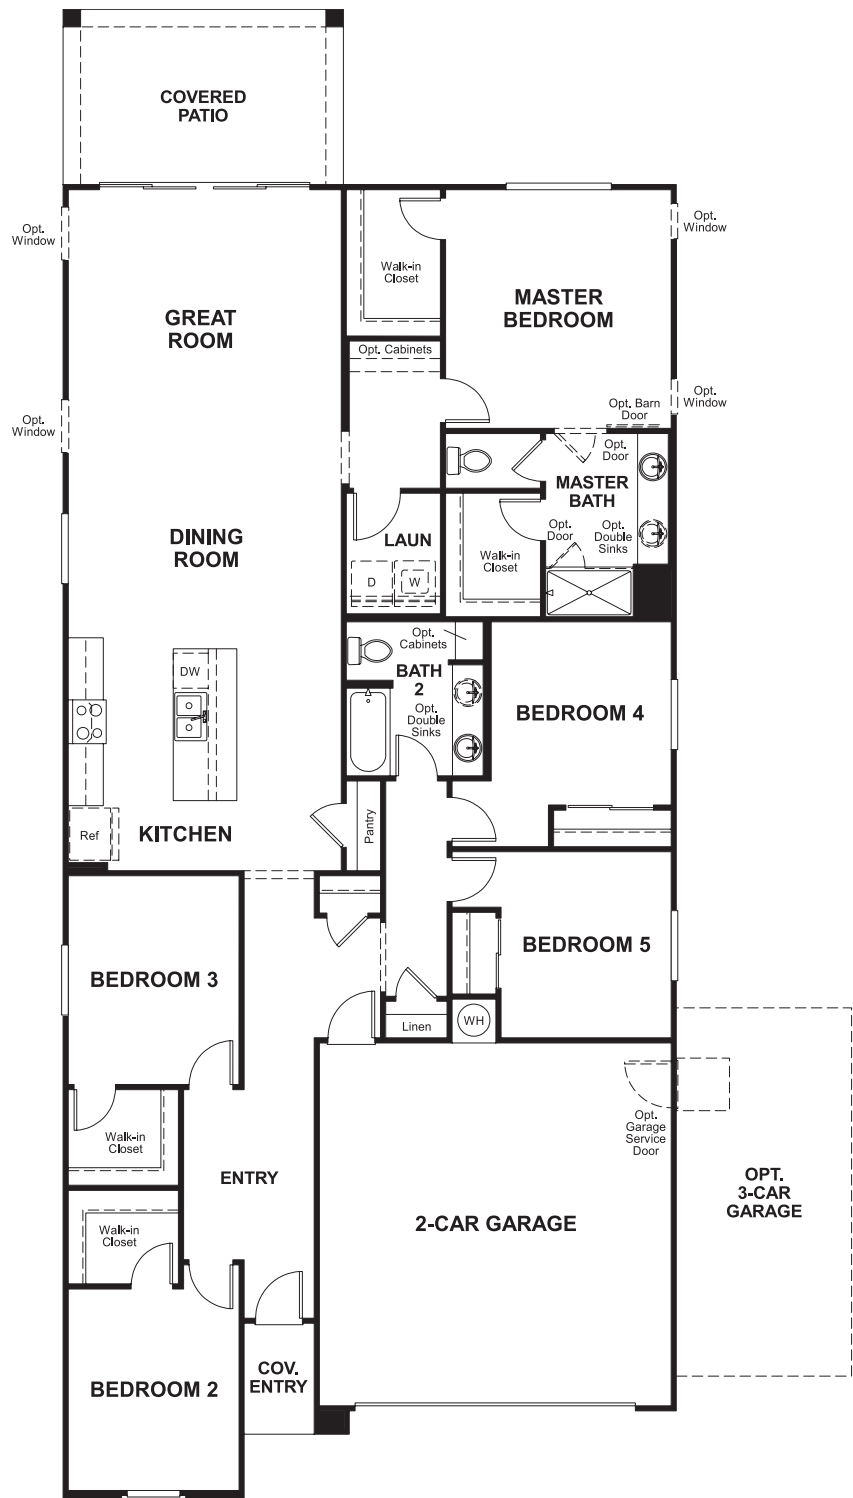 COVERED
PATIO
Opt.
Window
Opt.
Window
Walk-in
Closet
MASTER
BEDROOM
GREAT
ROOM
Opt. Cabinets
Opt.
Window
Opt. Barn
Door
Opt.
Window
Opt.
Door
MASTER
BATH
DINING
ROOM
LAUN
Opt.
Door
Opt.
Double
Sinks
Walk-in
Closet
D
W
Opt.
Cabinets
DW
BATH
2
Opt.
Double
Sinks
BEDROOM 4
Ref
KITCHEN
Pantry
BEDROOM 3
BEDROOM 5
Linen
WH
Walk-in
Closet
Opt.
Garage
Service
Door
ENTRY
OPT.
3-CAR
GARAGE
Walk-in
Closet
2-CAR GARAGE
BEDROOM 2
COV.
ENTRY